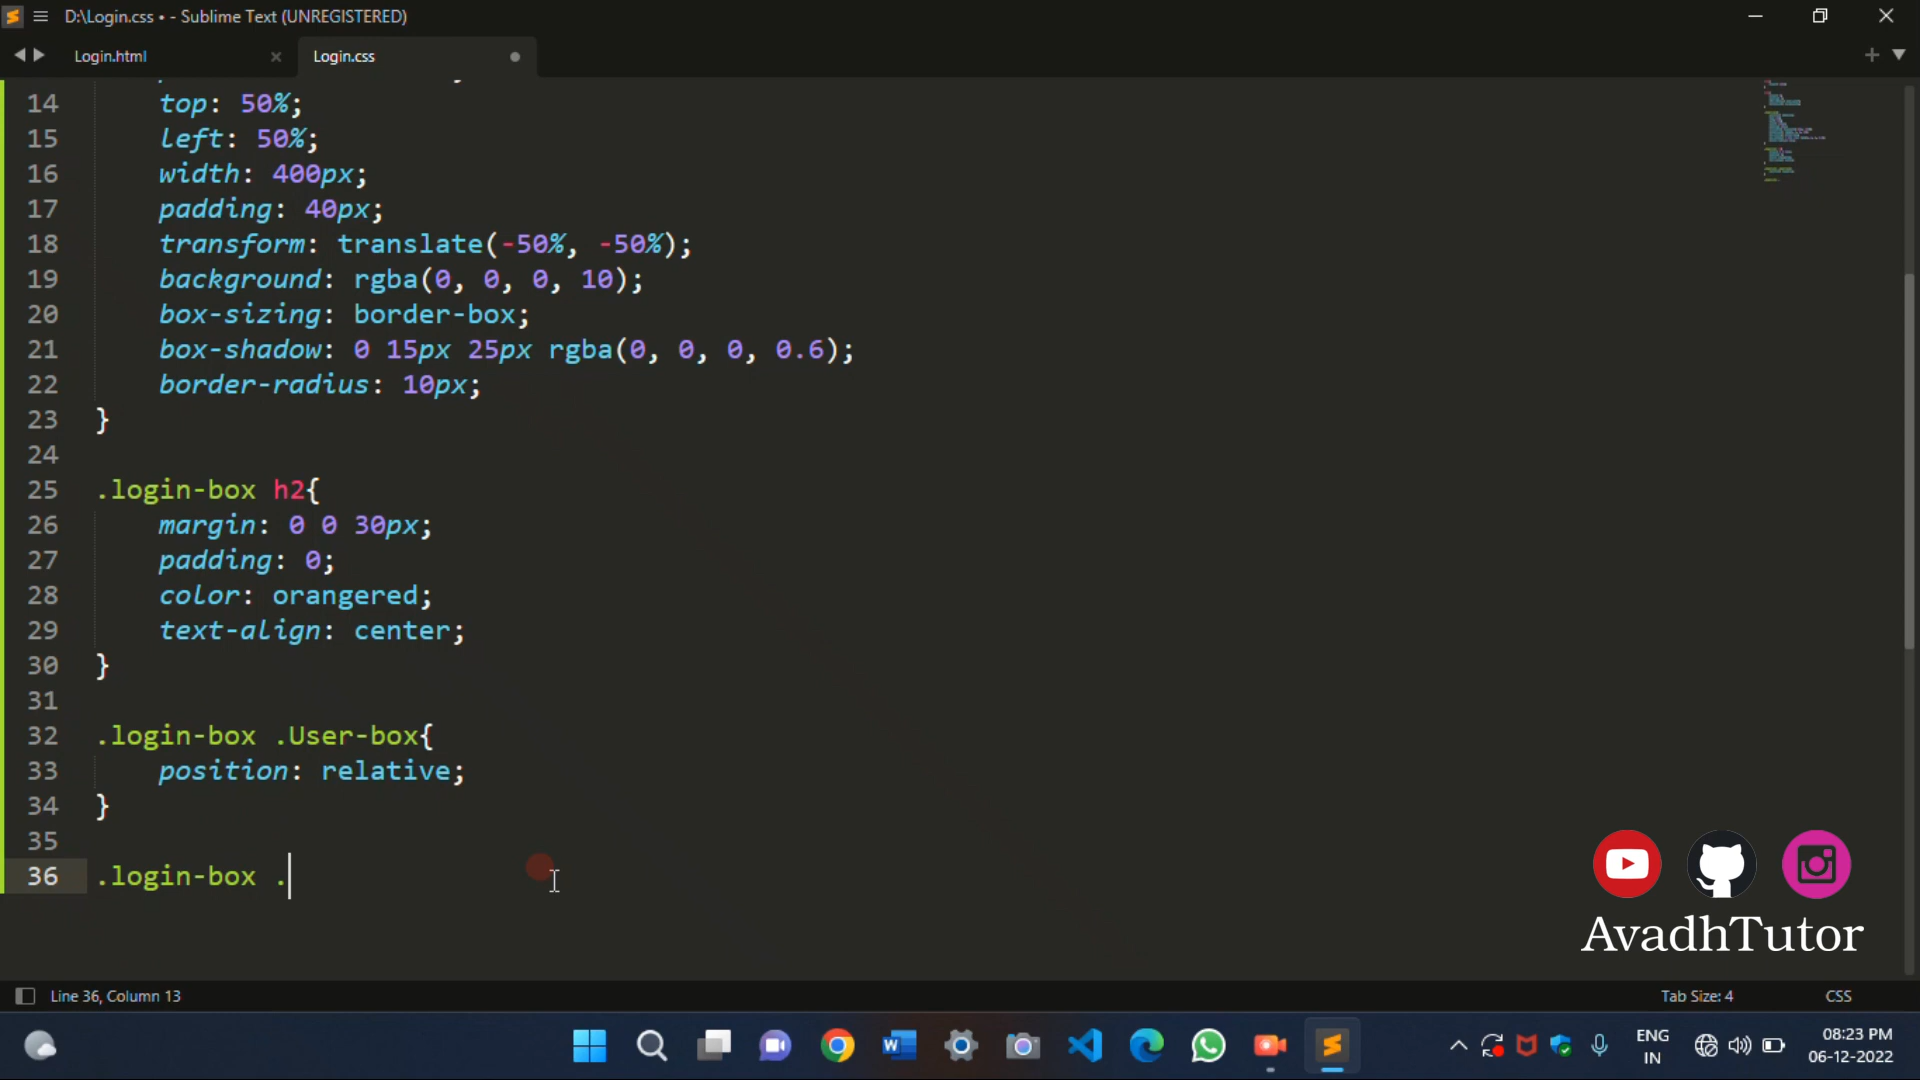 D:\Login.css • - Sublime Text (UNREGISTERED)
Login.html
Login.css
14 top: 50%;
15 left: 50%;
16 width: 400px;
17 padding: 40px;
18 transform: translate(-50%, -50%);
19 background: rgba(0, 0, 0, 10);
20 box-sizing: border-box;
21 box-shadow: 0 15px 25px rgba(0, 0, 0, 0.6);
22 border-radius: 10px;
23 }
24
25 .login-box h2{
26 margin: 0 0 30px;
27 padding: 0;
28 color: orangered;
29 text-align: center;
30 }
31
32 .login-box .User-box{
33 position: relative;
34 }
35
36 .login-box .
AvadhTutor
Line 36, Column 13
Tab Size: 4
CSS
ENG
IN
08:23 PM
06-12-2022